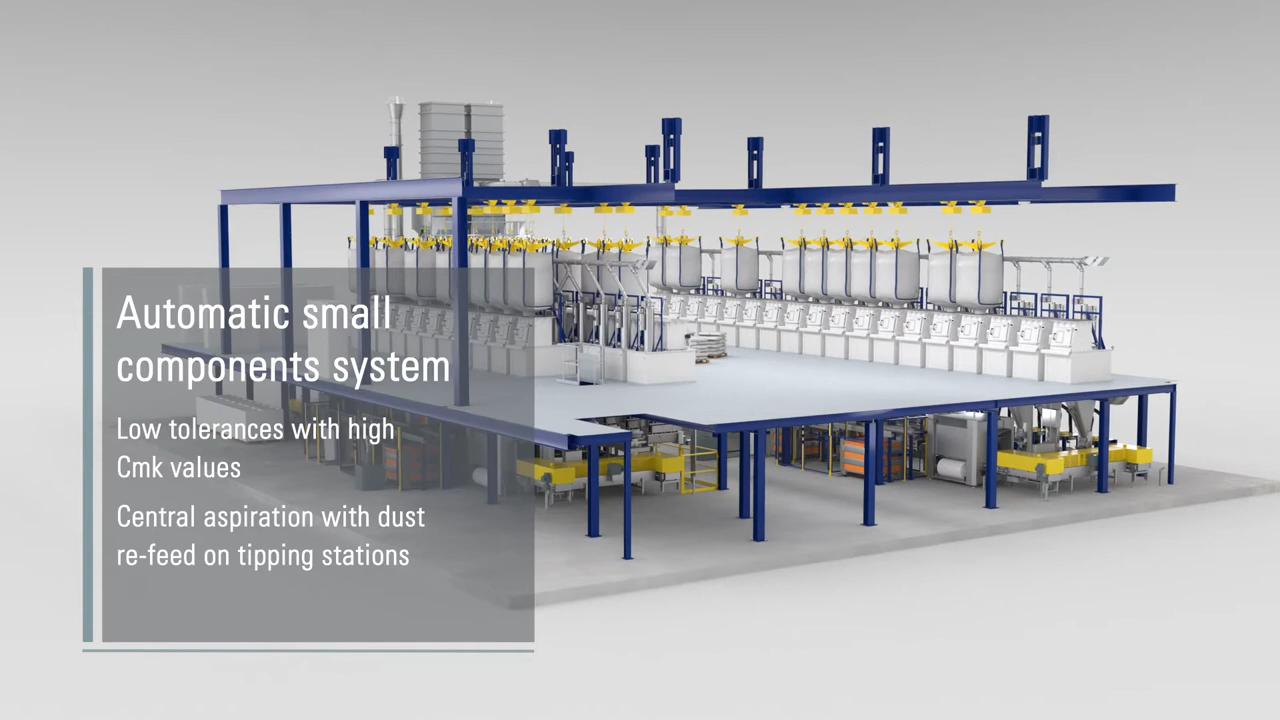 Automatic small
components system
Low tolerances with high
Cmk values
Central aspiration with dust
re-feed on tipping stations